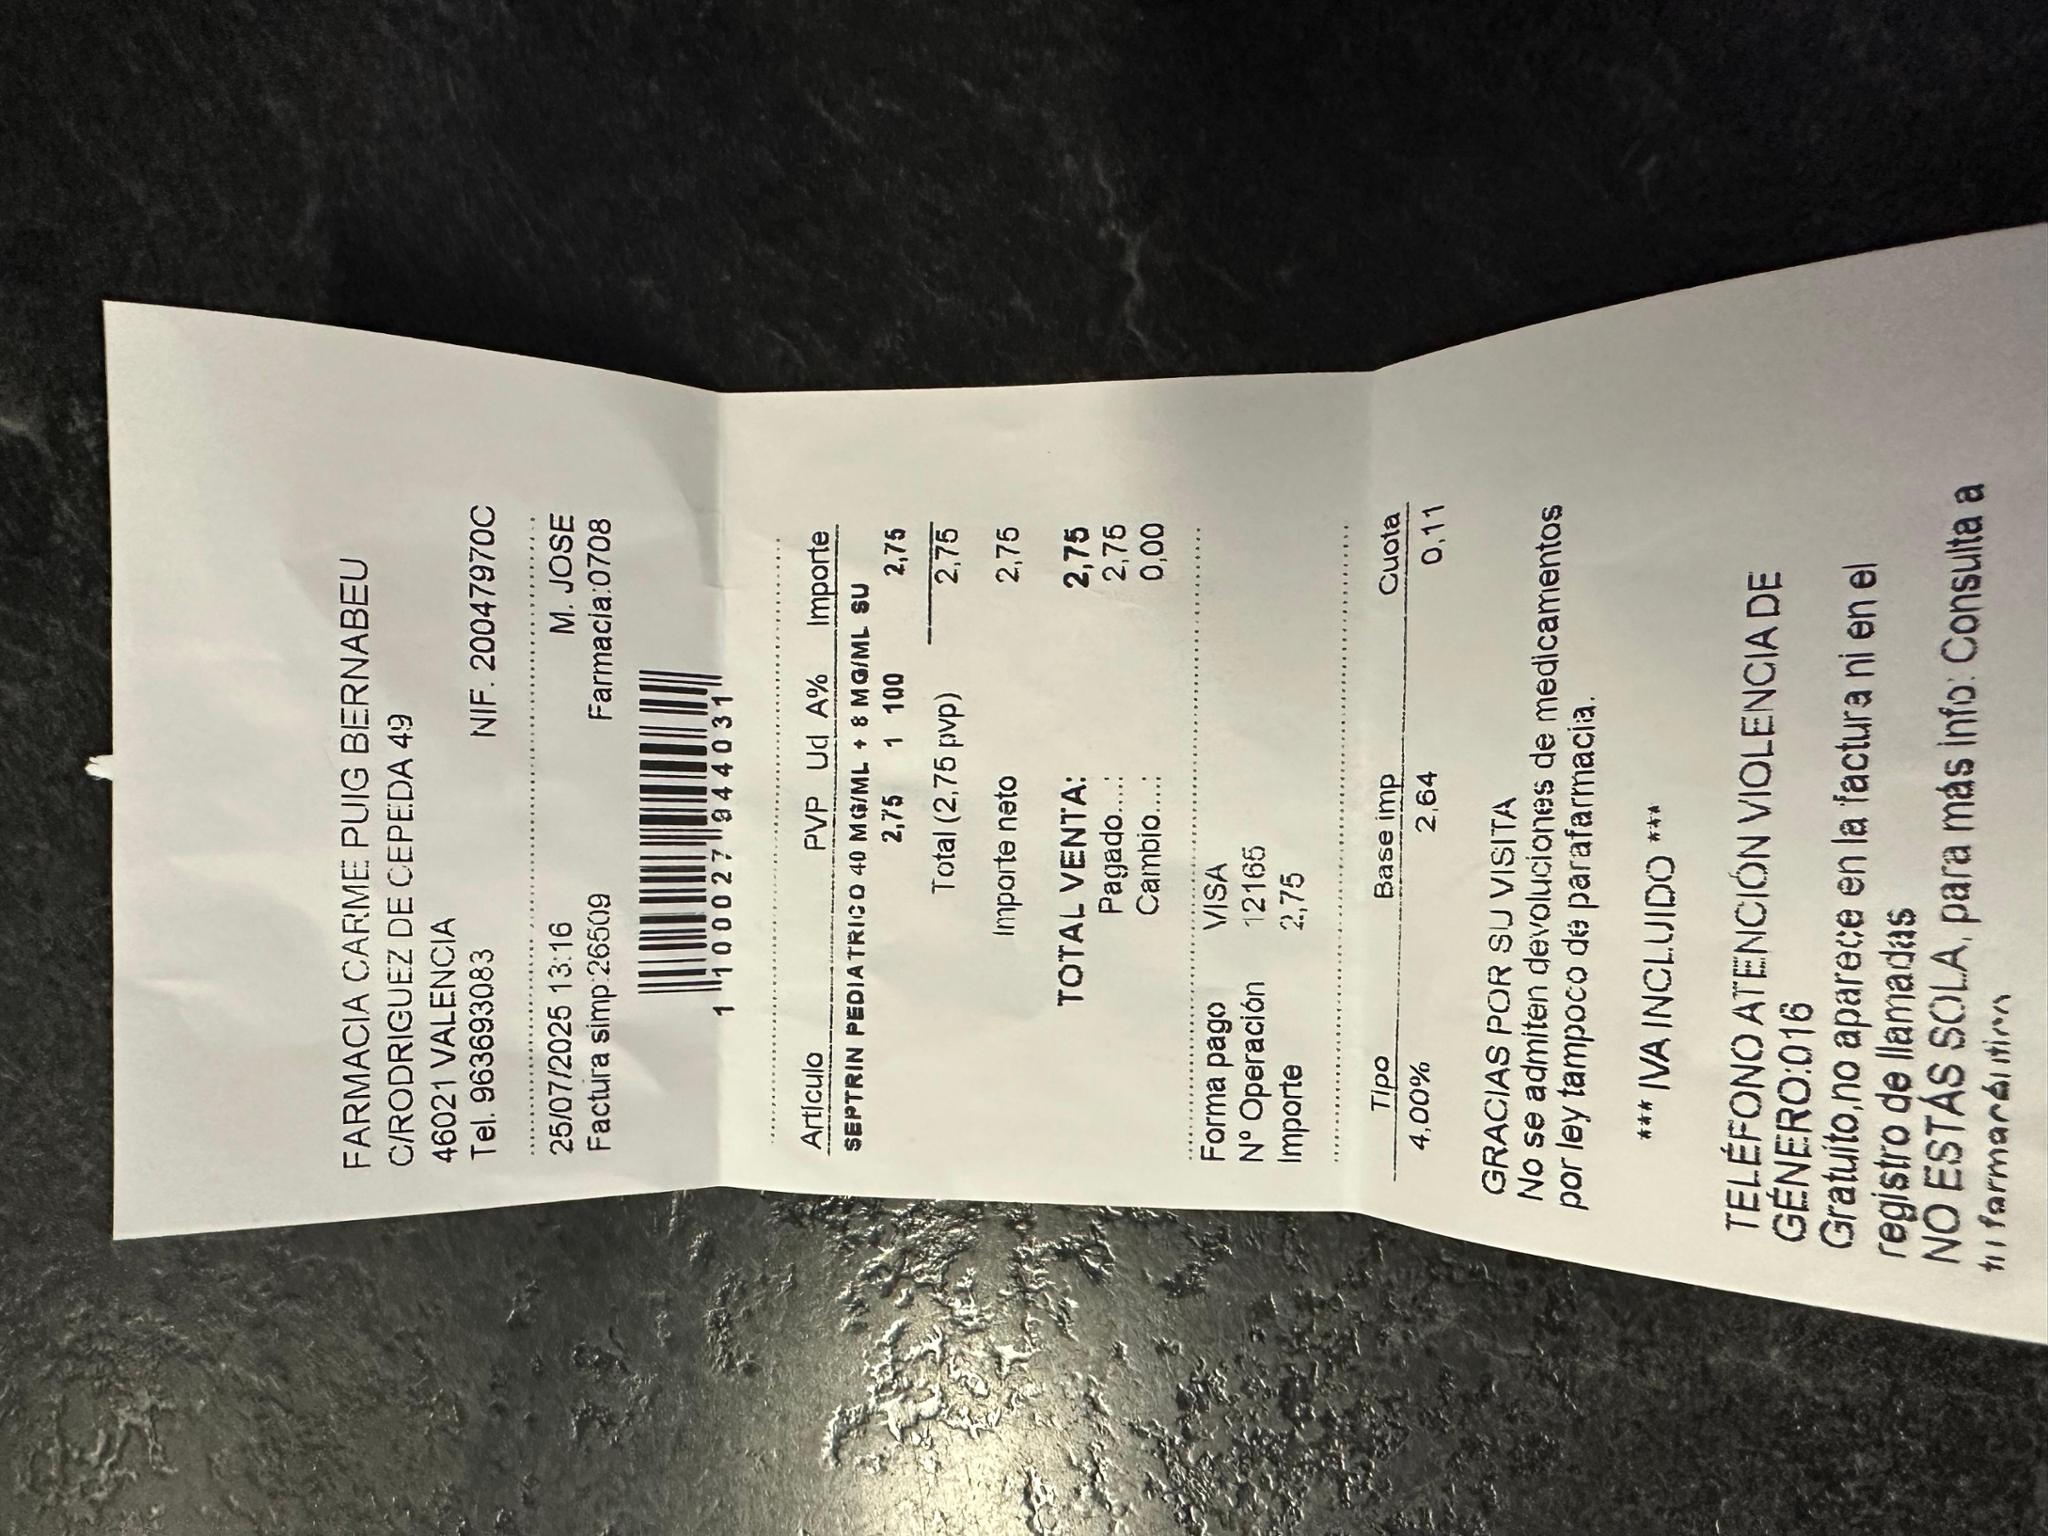 FARMACIA CARME PUIG BERNABEU
C/RODRIGUEZ DE CEPEDA 49
46021 VALENCIA
Tel. 963693083 NIF. 20047970C
25/07/2025 13:16 M. JOSE
Factura simp:26509 Farmacia:0708
1 100027 944031
Artículo PVP Ud A% Importe
SEPTRIN PEDIATRICO 40 MG/ML + 8 MG/ML SU
2,75 1 100 2,75
Total (2,75 pvp) 2,75
Importe neto 2,75
TOTAL VENTA: 2,75
Pagado....: 2,75
Cambio....: 0,00
Forma pago VISA
Nº Operación 12165
Importe 2,75
Tipo Base imp Cuota
4,00% 2,64 0,11
GRACIAS POR SU VISITA
No se admiten devoluciones de medicamentos
por ley tampoco de parafarmacia.
*** IVA INCLUIDO ***
TELÉFONO ATENCIÓN VIOLENCIA DE
GÉNERO:016
Gratuito,no aparece en la factura ni en el
registro de llamadas
NO ESTÁS SOLA, para más info: Consulta a
tu farmacéutico